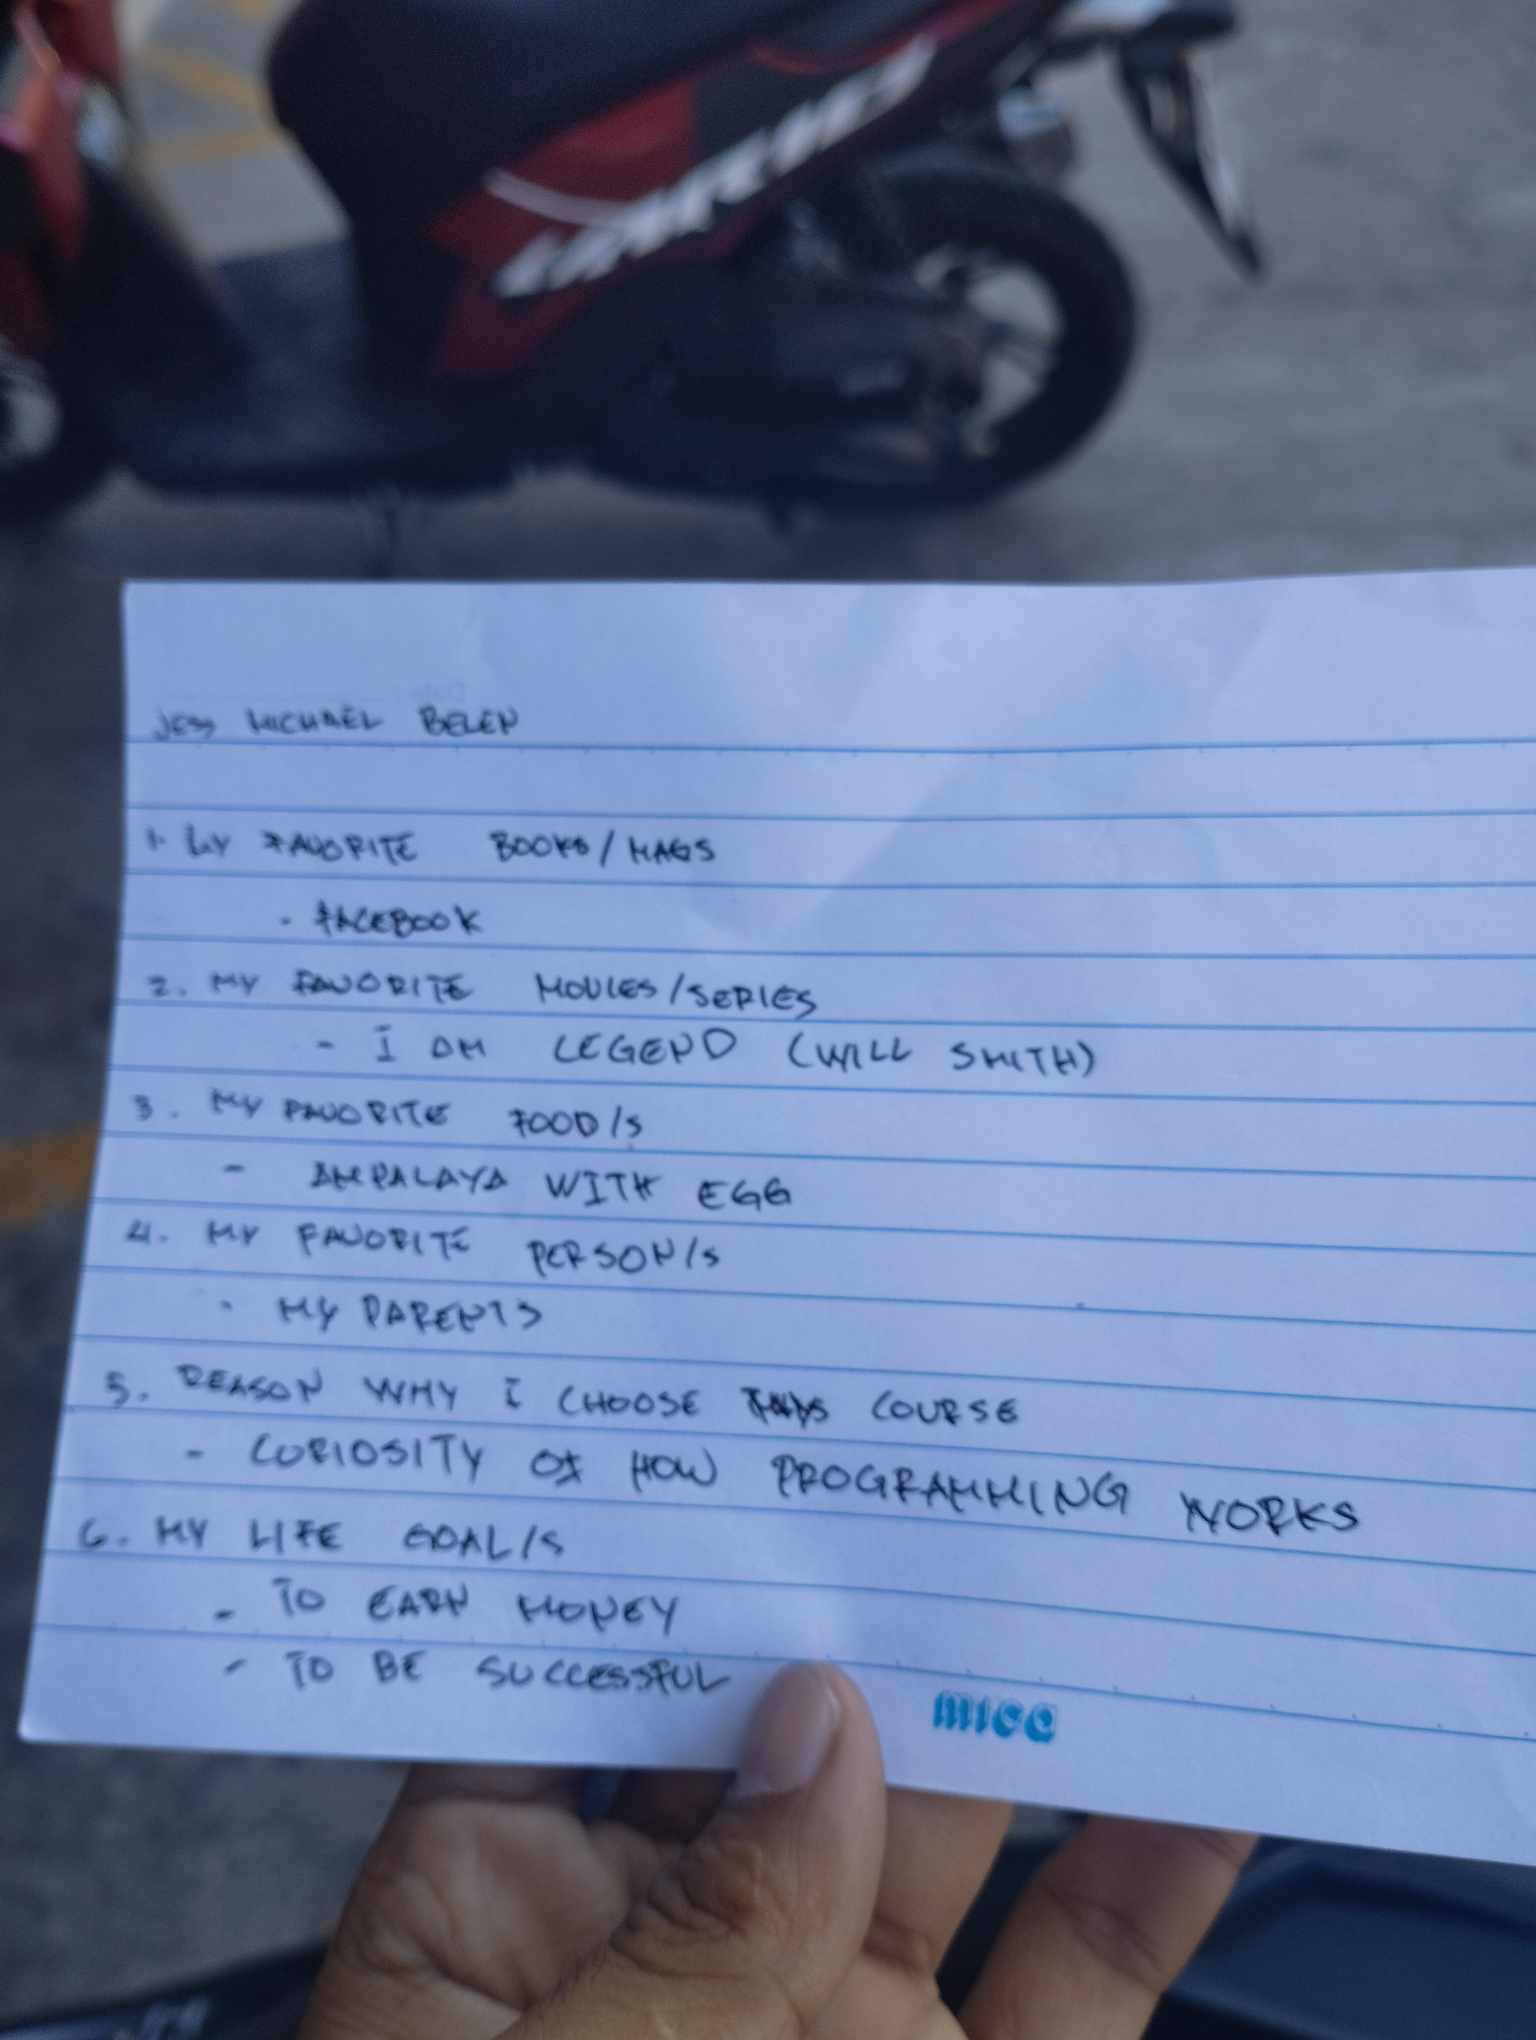 JESS MICHAEL BELEN
1. MY FAVORITE BOOKS/MAGS
- FACEBOOK
2. MY FAVORITE MOVIES/SERIES
- I AM LEGEND (WILL SMITH)
3. MY FAVORITE FOOD/S
- AMPALAYA WITH EGG
4. MY FAVORITE PERSON/S
- MY PARENTS
5. REASON WHY I CHOOSE THIS COURSE
- CURIOSITY OF HOW PROGRAMMING WORKS
6. MY LIFE GOAL/S
- TO EARN MONEY
- TO BE SUCCESSFUL
mica